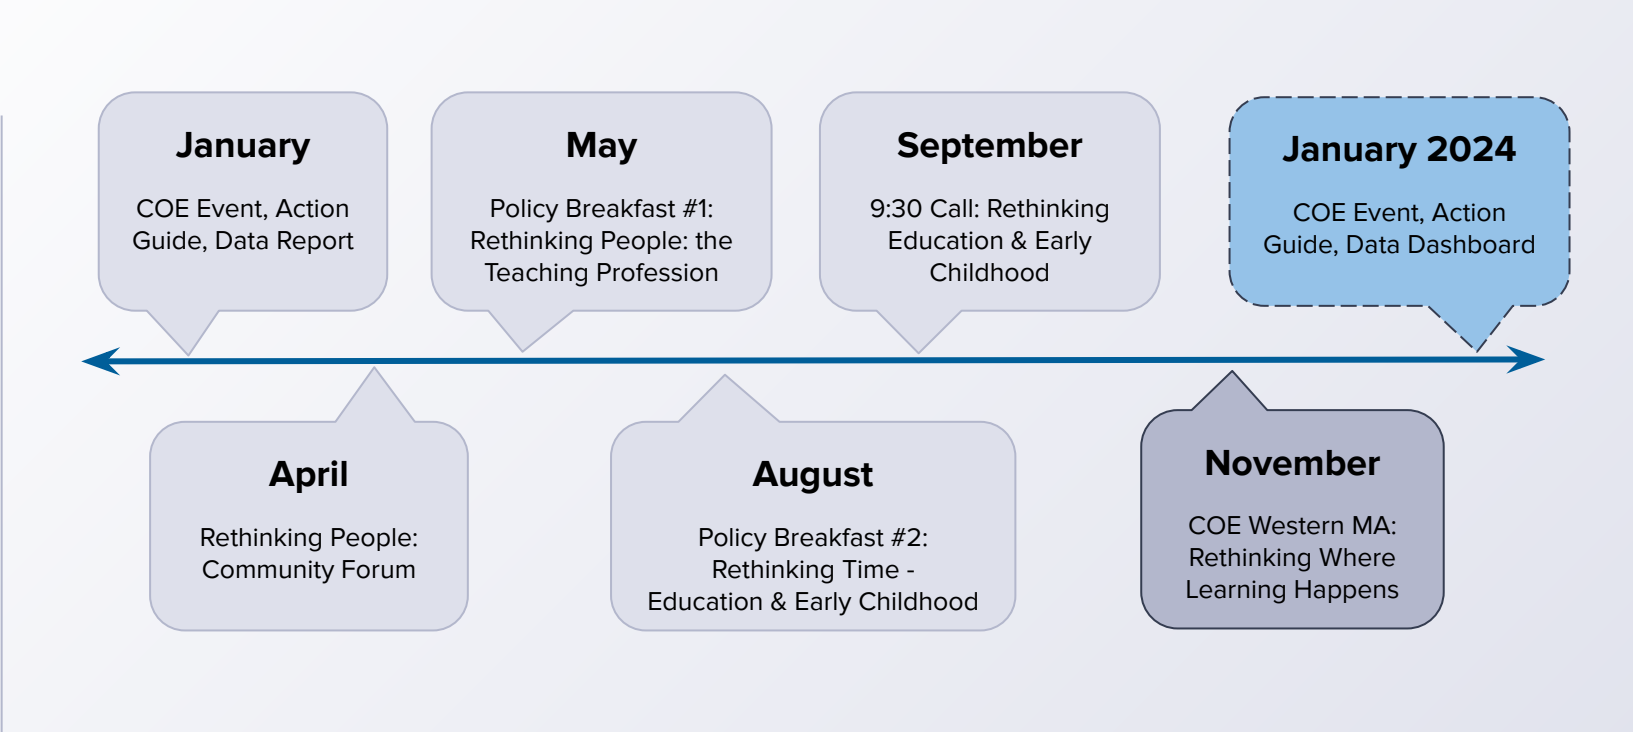 January
COE Event, Action
Guide, Data Report
May
Policy Breakfast #1:
Rethinking People: the
Teaching Profession
September
9:30 Call: Rethinking
Education & Early
Childhood
January 2024
COE Event, Action
Guide, Data Dashboard
April
Rethinking People:
Community Forum
August
Policy Breakfast #2:
Rethinking Time -
Education & Early Childhood
November
COE Western MA:
Rethinking Where
Learning Happens